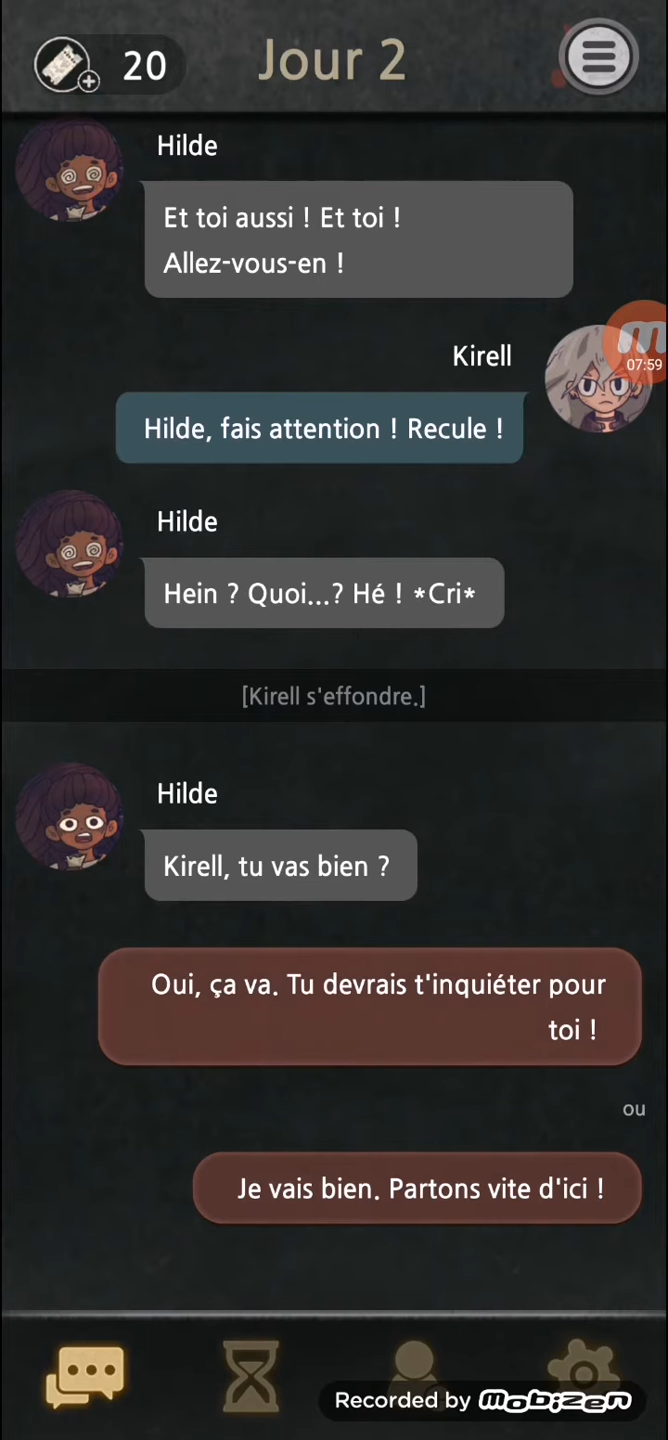 20
Jour 2
Hilde
Et toi aussi ! Et toi !
Allez-vous-en !
Kirell
07:59
Hilde, fais attention ! Recule !
Hilde
Hein ? Quoi...? Hé ! *Cri*
[Kirell s'effondre.]
Hilde
Kirell, tu vas bien ?
Oui, ça va. Tu devrais t'inquiéter pour
toi !
ou
Je vais bien. Partons vite d'ici !
Recorded by mobizen